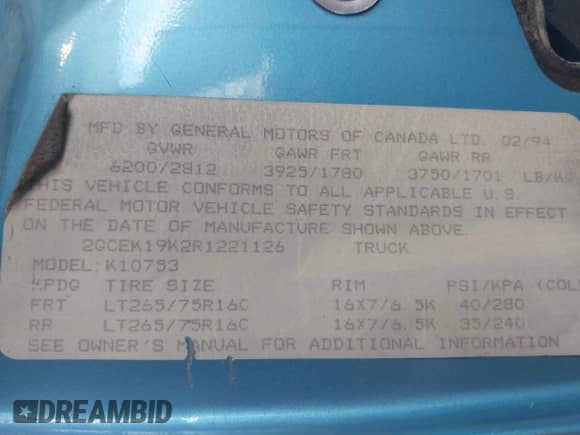 MFD BY GENERAL MOTORS OF CANADA LTD. 02/94
GVWR GAWR FRT GAWR RR
6200/2812 3925/1780 3750/1701 LB/KG
THIS VEHICLE CONFORMS TO ALL APPLICABLE U.S.
FEDERAL MOTOR VEHICLE SAFETY STANDARDS IN EFFECT
ON THE DATE OF MANUFACTURE SHOWN ABOVE.
2GCEK19K2R1221126 TRUCK
MODEL: K10753
XPDG TIRE SIZE RIM PSI/KPA (COL
FRT LT265/75R16C 16X7/6.5K 40/280
RR LT265/75R16C 16X7/6.5K 35/240
SEE OWNER'S MANUAL FOR ADDITIONAL INFORMATION
DREAMBID